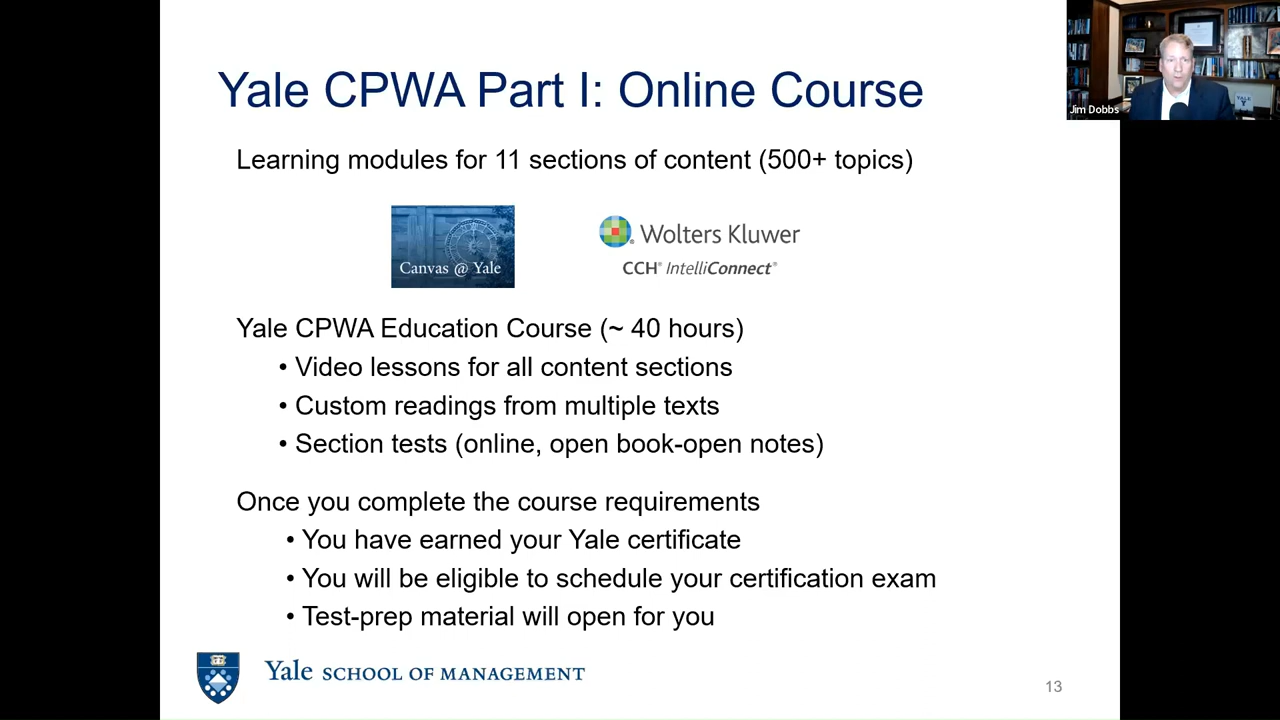 Yale CPWA Part I: Online Course
Jim Dobbs
Learning modules for 11 sections of content (500+ topics)
Canvas @ Yale
Wolters Kluwer
CCH® IntelliConnect®
Yale CPWA Education Course (~ 40 hours)
• Video lessons for all content sections
• Custom readings from multiple texts
• Section tests (online, open book-open notes)
Once you complete the course requirements
• You have earned your Yale certificate
• You will be eligible to schedule your certification exam
• Test-prep material will open for you
Yale SCHOOL OF MANAGEMENT
13